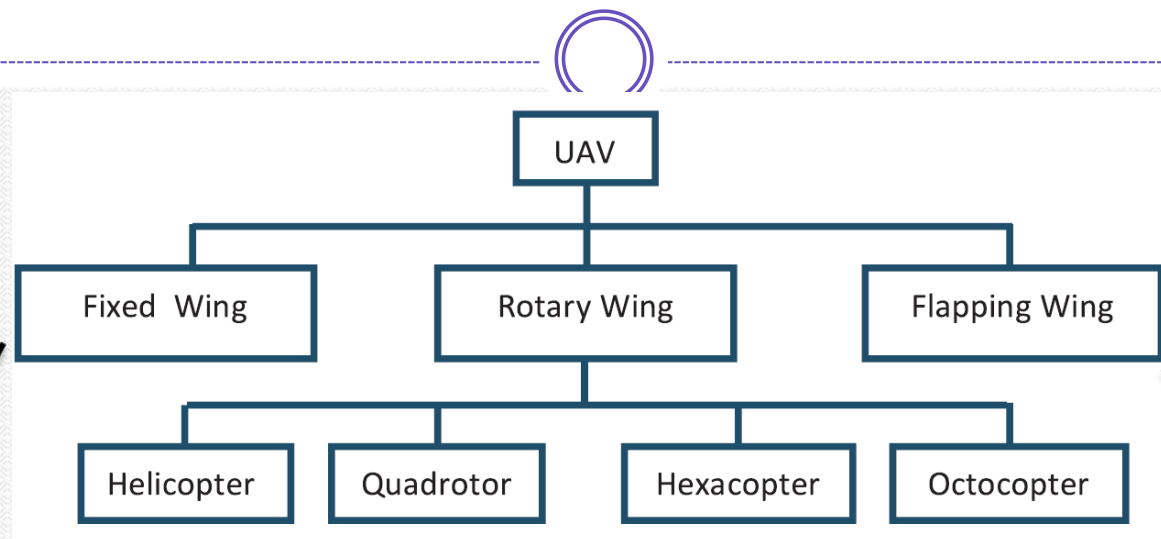 UAV
Fixed Wing
Rotary Wing
Flapping Wing
Helicopter
Quadrotor
Hexacopter
Octocopter